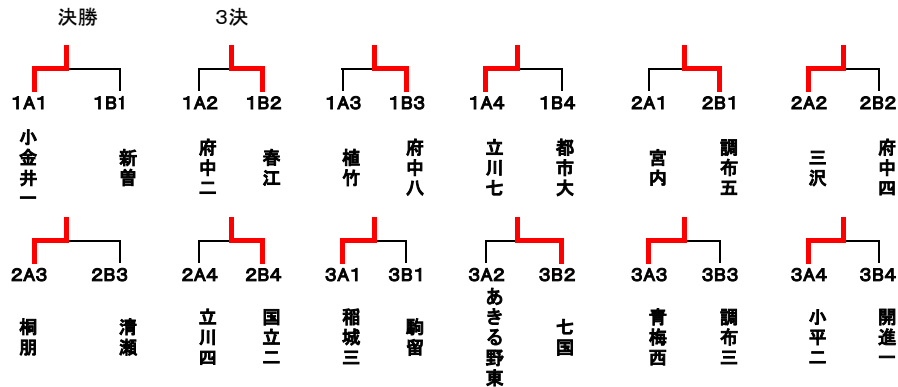 決勝 3決
1A1 1B1 1A2 1B2 1A3 1B3 1A4 1B4 2A1 2B1 2A2 2B2
小金井一 新曽 府中二 春江 植竹 府中八 立川七 都市大 宮内 調布五 三沢 府中四
2A3 2B3 2A4 2B4 3A1 3B1 3A2 3B2 3A3 3B3 3A4 3B4
桐朋 清瀬 立川四 国立二 稲城三 駒留 あきる野東 七国 青梅西 調布三 小平二 開進一